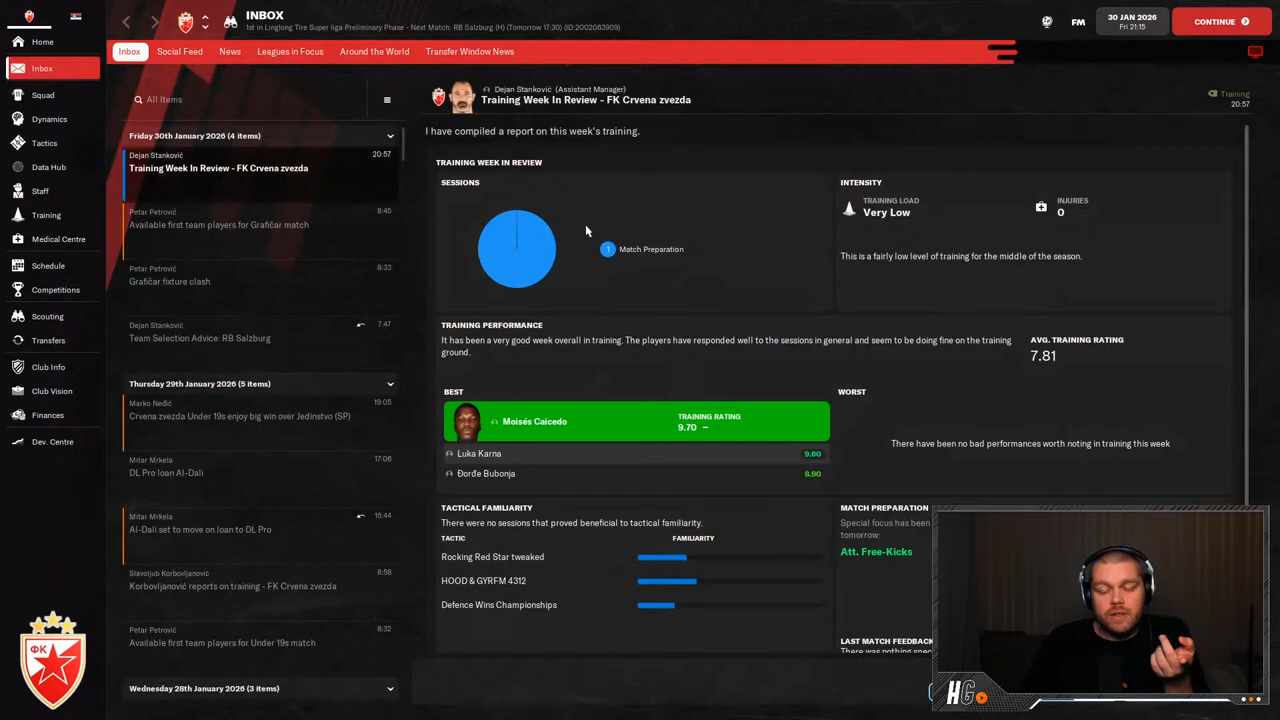 INBOX
1st in Linglong Tire Super liga Preliminary Phase - Next Match: RB Salzburg (H) (Tomorrow 17:30) (ID:2002063909)
FM
30 JAN 2026
Fri 21:15
CONTINUE
Home
Inbox
Squad
Dynamics
Tactics
Data Hub
Staff
Training
Medical Centre
Schedule
Competitions
Scouting
Transfers
Club Info
Club Vision
Finances
Dev. Centre
ФК
Inbox
Social Feed
News
Leagues in Focus
Around the World
Transfer Window News
All Items
Friday 30th January 2026 (4 items)
Dejan Stanković 20:57
Training Week In Review - FK Crvena zvezda
Petar Petrović 8:45
Available first team players for Grafičar match
Petar Petrović 8:33
Grafičar fixture clash
Dejan Stanković 7:47
Team Selection Advice: RB Salzburg
Thursday 29th January 2026 (5 items)
Marko Neđić 19:05
Crvena zvezda Under 19s enjoy big win over Jedinstvo (SP)
Mitar Mrkela 17:06
DL Pro loan Al-Dali
Mitar Mrkela 16:44
Al-Dali set to move on loan to DL Pro
Slavoljub Korbovljanović 8:58
Korbovljanović reports on training - FK Crvena zvezda
Petar Petrović 8:32
Available first team players for Under 19s match
Wednesday 28th January 2026 (3 items)
Dejan Stanković (Assistant Manager)
Training Week In Review - FK Crvena zvezda
Training
20:57
I have compiled a report on this week's training.
TRAINING WEEK IN REVIEW
SESSIONS
1 Match Preparation
INTENSITY
TRAINING LOAD
Very Low
INJURIES
0
This is a fairly low level of training for the middle of the season.
TRAINING PERFORMANCE
It has been a very good week overall in training. The players have responded well to the sessions in general and seem to be doing fine on the training
ground.
AVG. TRAINING RATING
7.81
BEST
Moisés Caicedo
TRAINING RATING
9.70 –
Luka Karna 9.60
Đorđe Bubonja 8.90
WORST
There have been no bad performances worth noting in training this week
TACTICAL FAMILIARITY
There were no sessions that proved beneficial to tactical familiarity.
TACTIC FAMILIARITY
Rocking Red Star tweaked
HOOD & GYRFM 4312
Defence Wins Championships
MATCH PREPARATION
Special focus has been
tomorrow:
Att. Free-Kicks
LAST MATCH FEEDBACK
There was nothing spec
HG